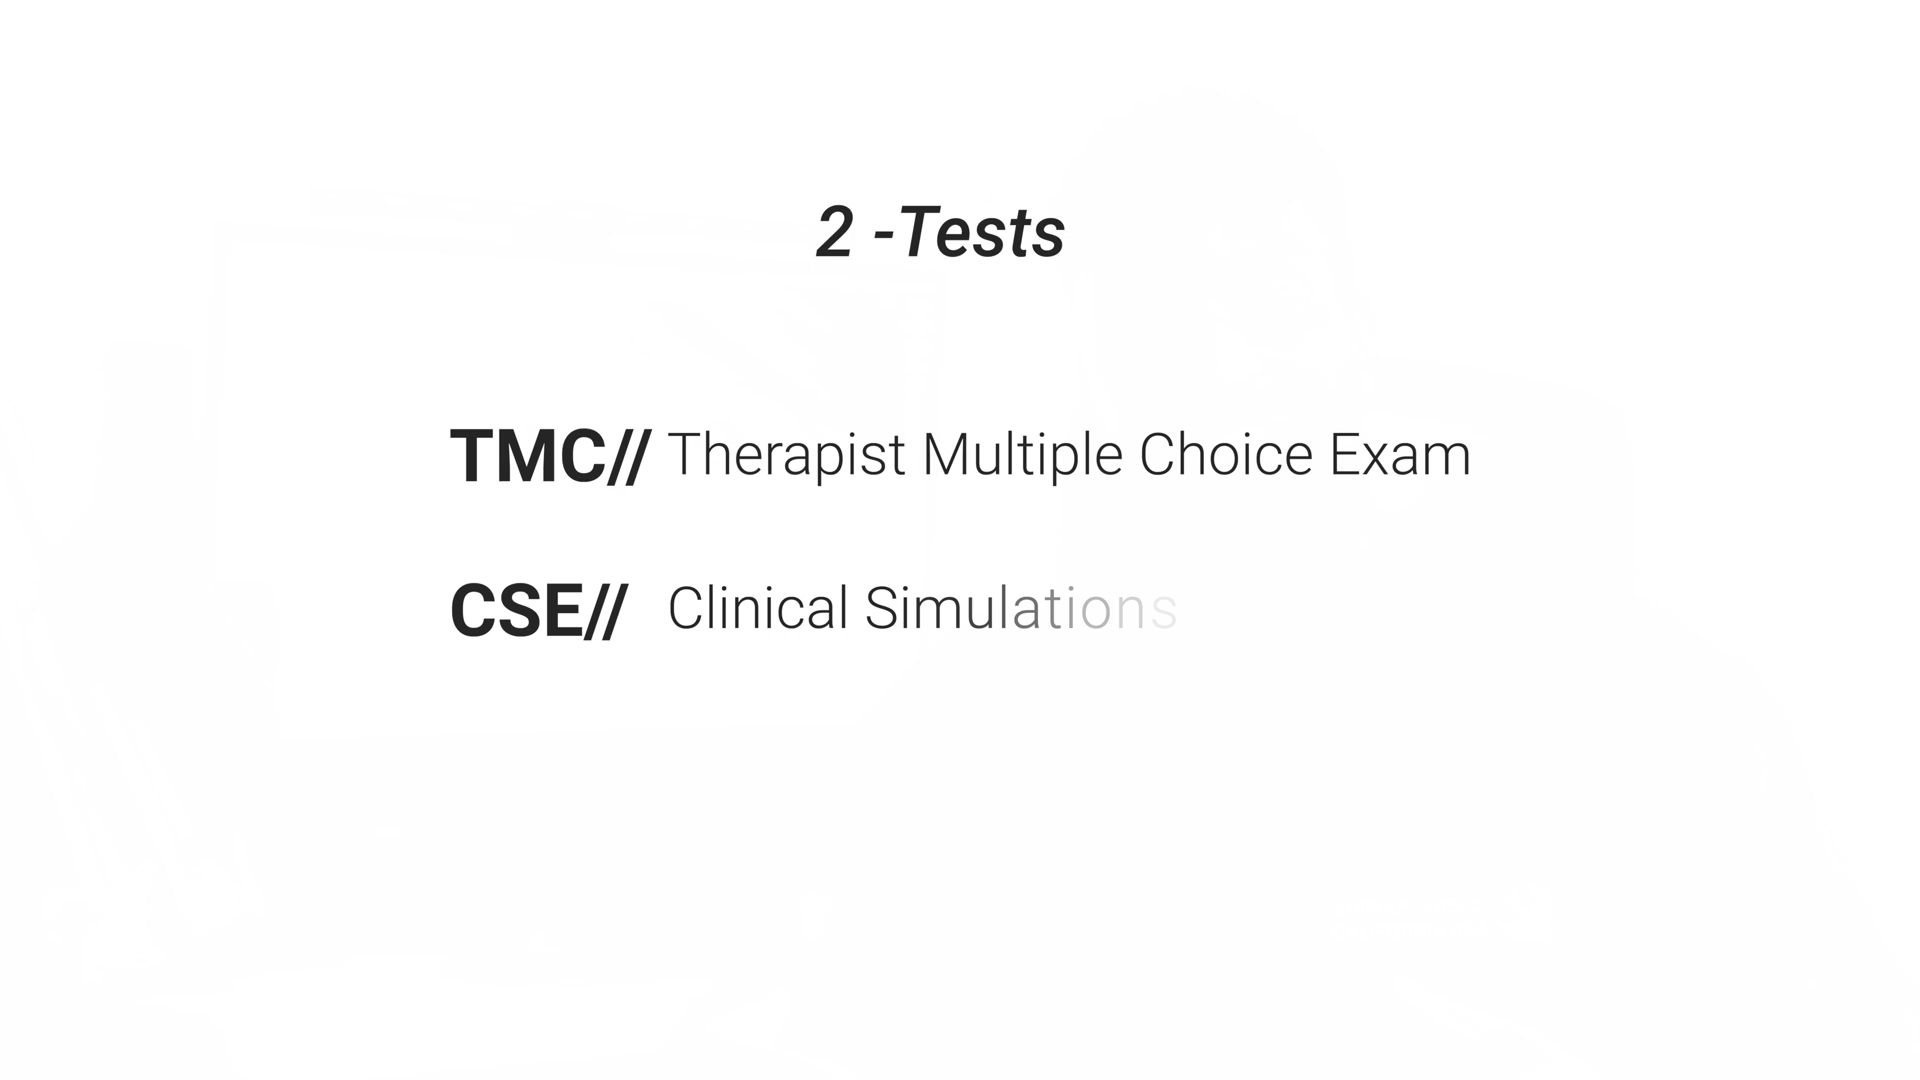 2 -Tests
TMC// Therapist Multiple Choice Exam
CSE// Clinical Simulations